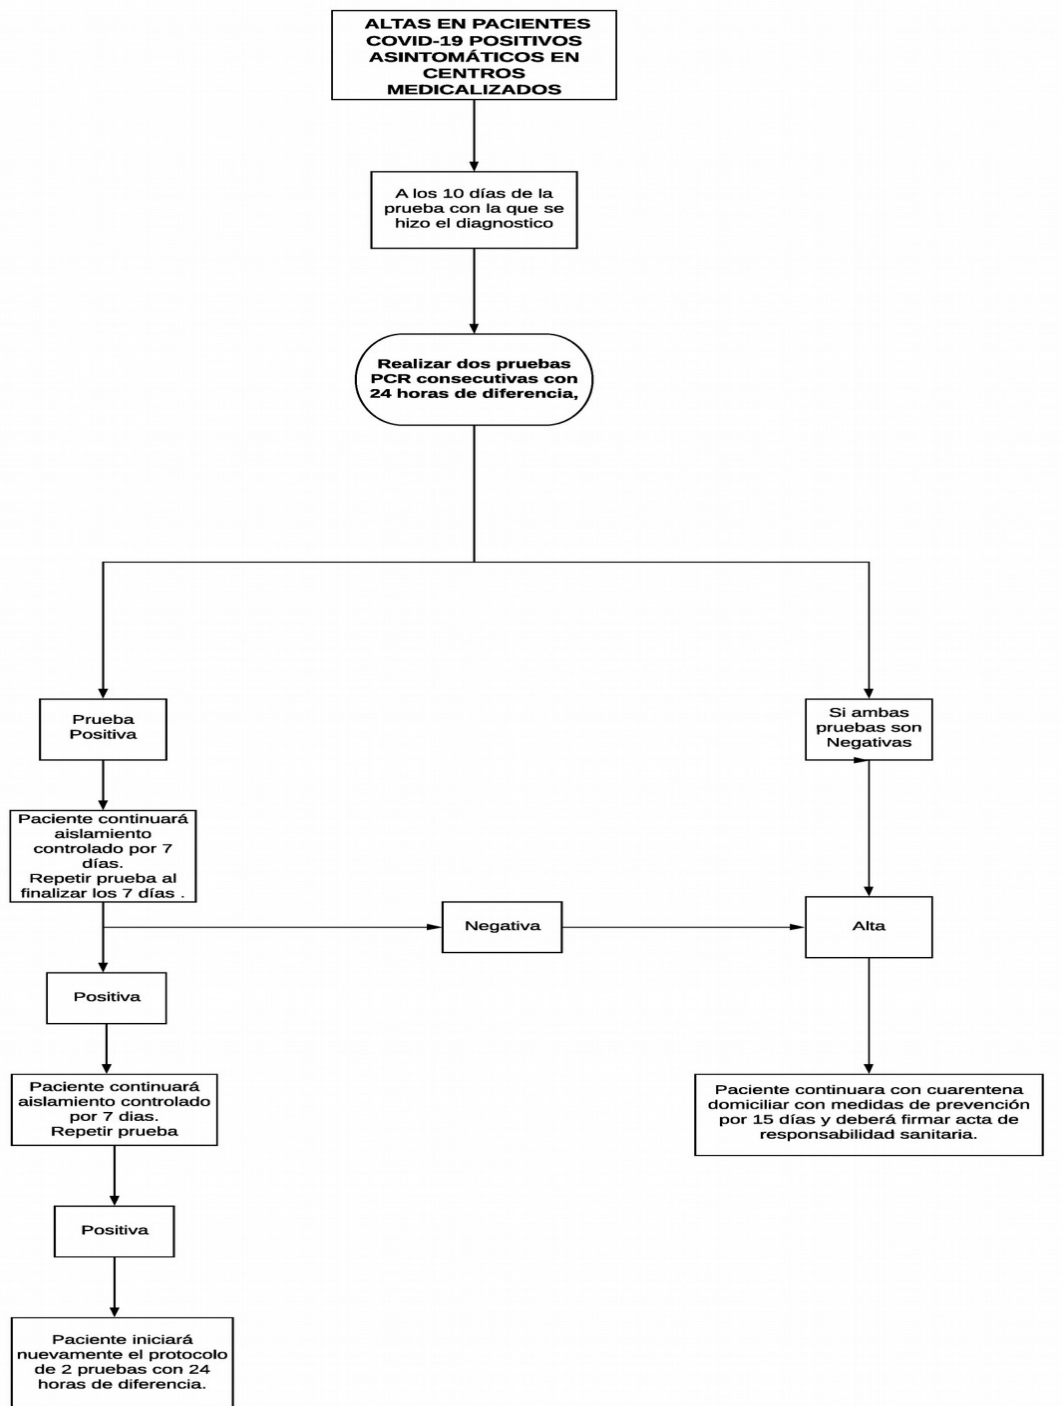 ALTAS EN PACIENTES
COVID-19 POSITIVOS
ASINTOMÁTICOS EN
CENTROS
MEDICALIZADOS
A los 10 días de la
prueba con la que se
hizo el diagnostico
Realizar dos pruebas
PCR consecutivas con
24 horas de diferencia,
Prueba
Positiva
Si ambas
pruebas son
Negativas
Paciente continuará
aislamiento
controlado por 7
días.
Repetir prueba al
finalizar los 7 días .
Negativa
Alta
Positiva
Paciente continuará
aislamiento controlado
por 7 dias.
Repetir prueba
Paciente continuara con cuarentena
domiciliar con medidas de prevención
por 15 días y deberá firmar acta de
responsabilidad sanitaria.
Positiva
Paciente iniciará
nuevamente el protocolo
de 2 pruebas con 24
horas de diferencia.